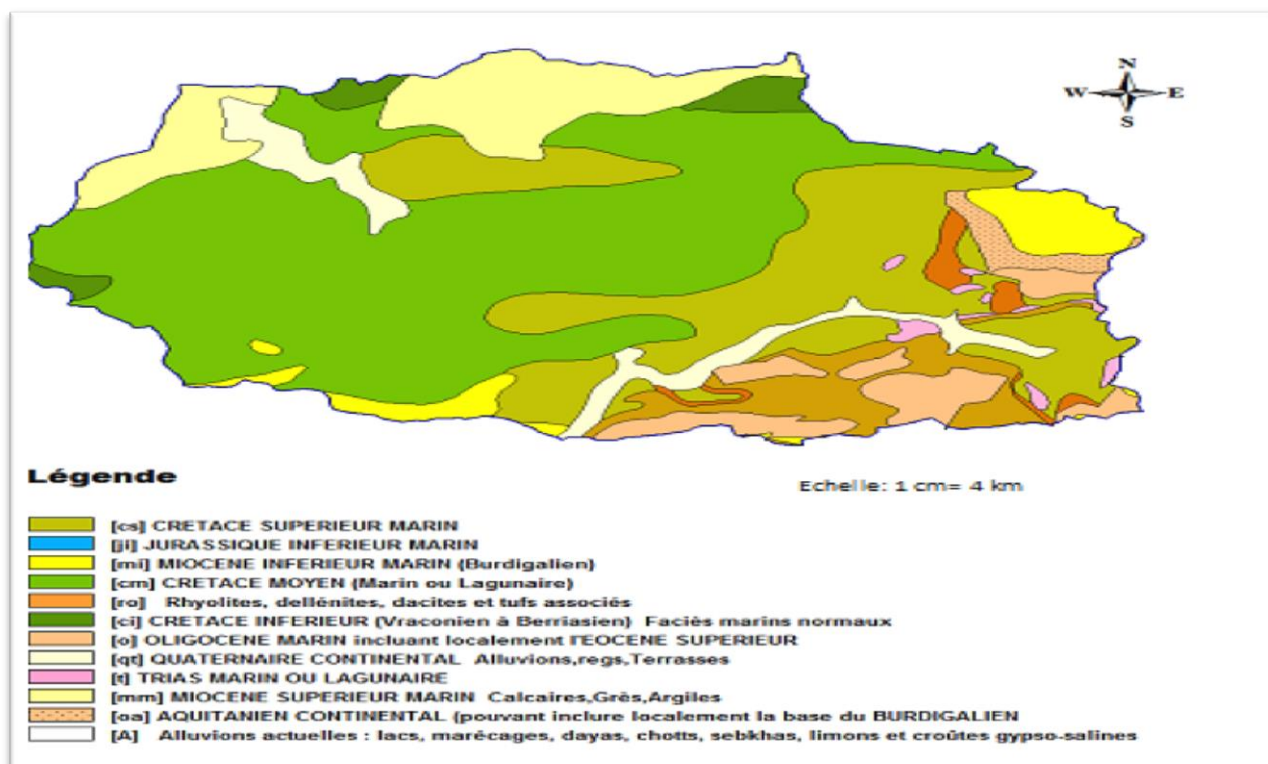 N
W E
S
Légende
Echelle: 1 cm= 4 km
[cs] CRETACE SUPERIEUR MARIN
[ji] JURASSIQUE INFERIEUR MARIN
[mi] MIOCENE INFERIEUR MARIN (Burdigalien)
[cm] CRETACE MOYEN (Marin ou Lagunaire)
[ro] Rhyolites, dellénites, dacites et tufs associés
[ci] CRETACE INFERIEUR (Vraconien à Berriasien) Faciès marins normaux
[o] OLIGOCENE MARIN incluant localement l'EOCENE SUPERIEUR
[qt] QUATERNAIRE CONTINENTAL Alluvions,regs,Terrasses
[t] TRIAS MARIN OU LAGUNAIRE
[mm] MIOCENE SUPERIEUR MARIN Calcaires,Grès,Argiles
[oa] AQUITANIEN CONTINENTAL (pouvant inclure localement la base du BURDIGALIEN
[A] Alluvions actuelles : lacs, marécages, dayas, chotts, sebkhas, limons et croûtes gypso-salines